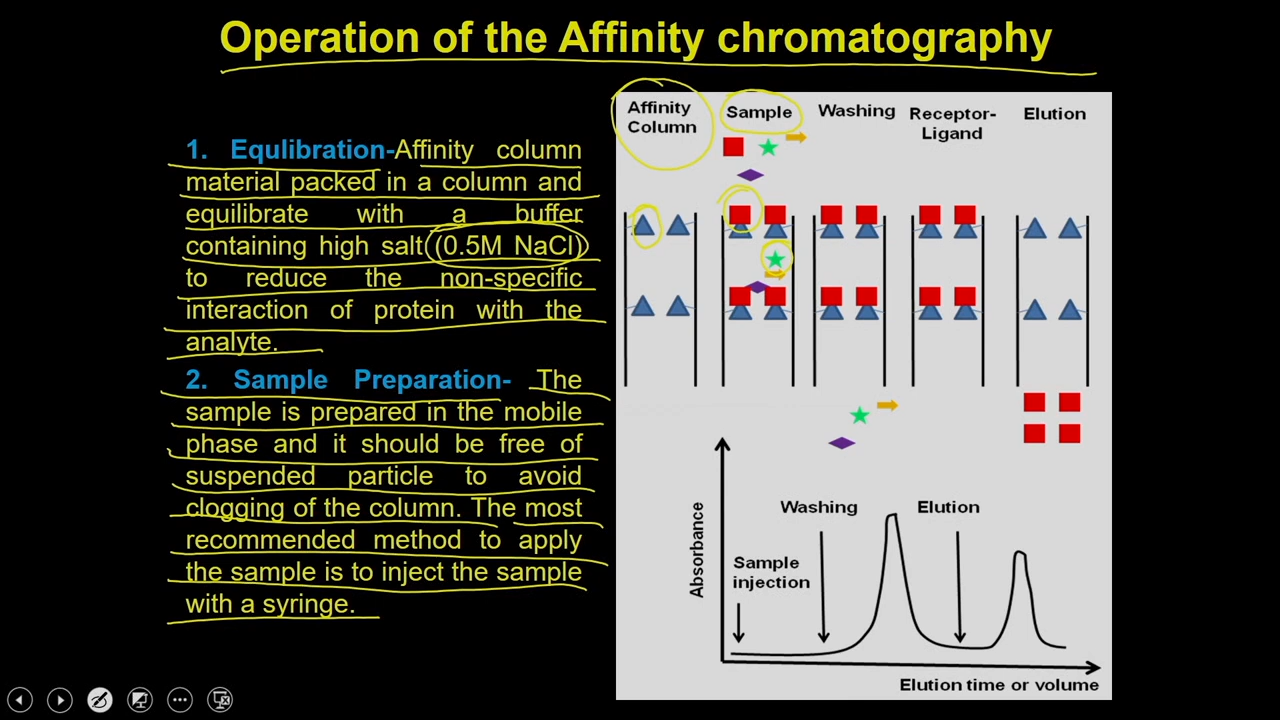 Operation of the Affinity chromatography
1. Equlibration-Affinity column
material packed in a column and
equilibrate with a buffer
containing high salt (0.5M NaCl)
to reduce the non-specific
interaction of protein with the
analyte.
2. Sample Preparation- The
sample is prepared in the mobile
phase and it should be free of
suspended particle to avoid
clogging of the column. The most
recommended method to apply
the sample is to inject the sample
with a syringe.
Affinity
Column
Sample
Washing
Receptor-
Ligand
Elution
Absorbance
Sample
injection
Washing
Elution
Elution time or volume